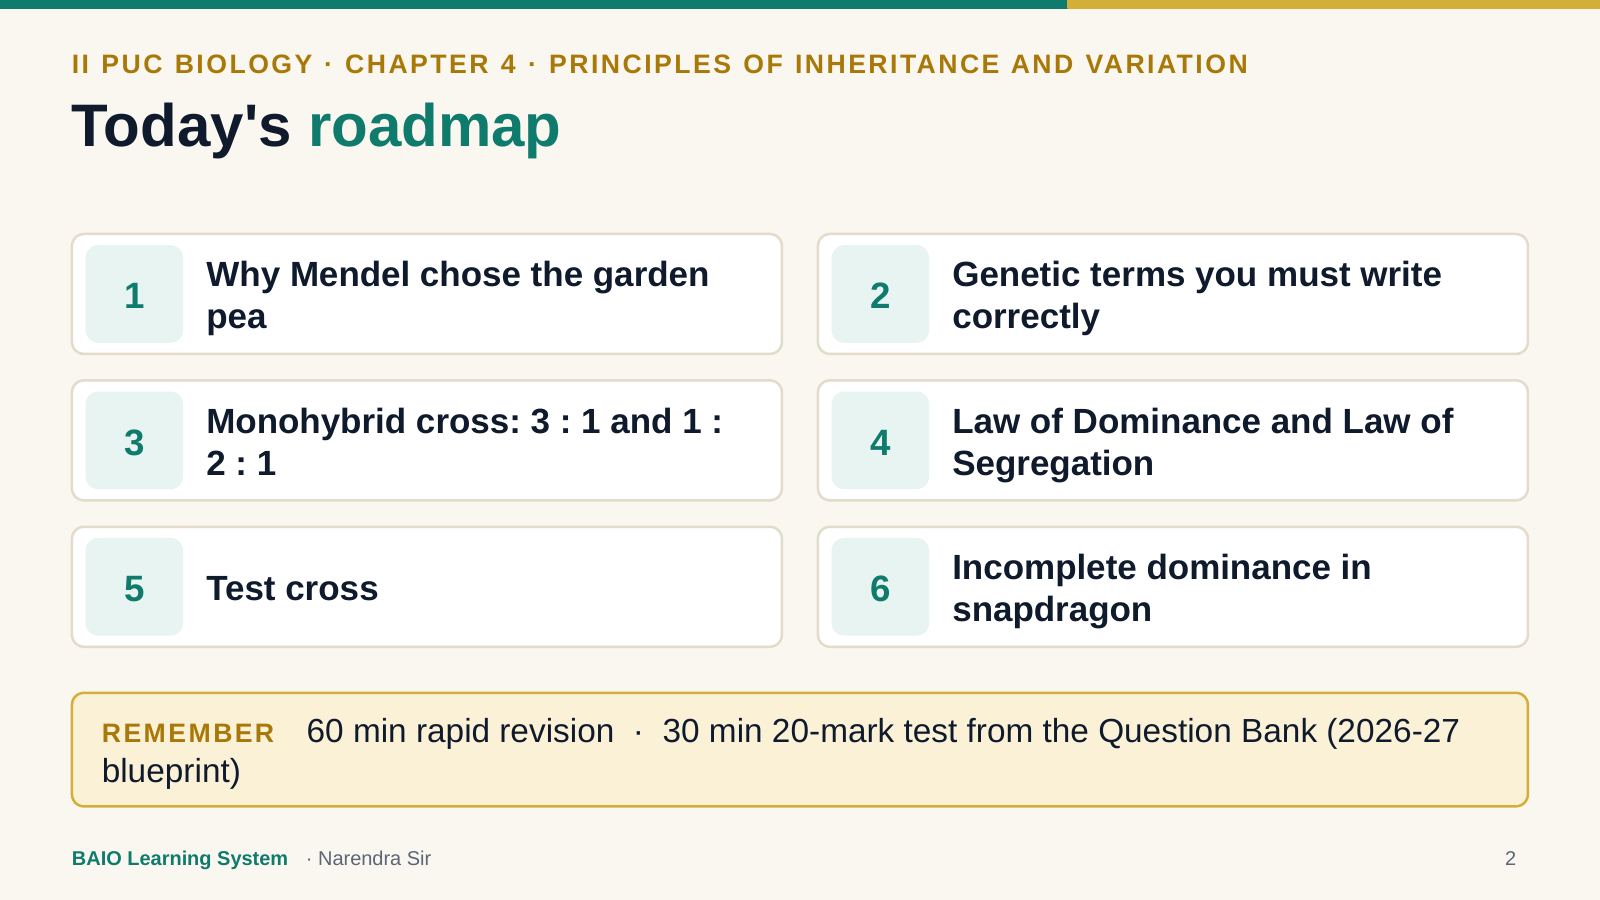 II PUC BIOLOGY · CHAPTER 4 · PRINCIPLES OF INHERITANCE AND VARIATION
Today's roadmap
1
Why Mendel chose the garden
pea
2
Genetic terms you must write
correctly
3
Monohybrid cross: 3 : 1 and 1 :
2 : 1
4
Law of Dominance and Law of
Segregation
5
Test cross
6
Incomplete dominance in
snapdragon
REMEMBER 60 min rapid revision · 30 min 20-mark test from the Question Bank (2026-27
blueprint)
BAIO Learning System · Narendra Sir
2